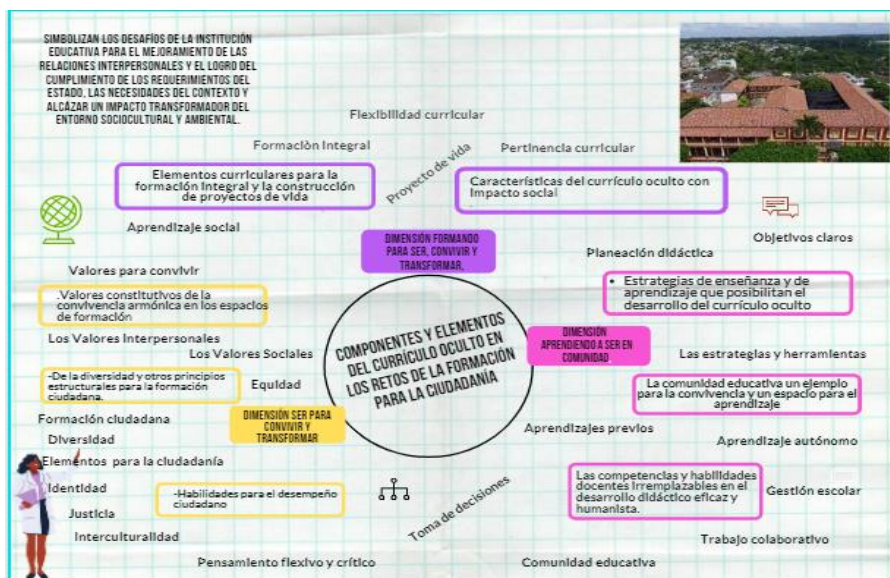 SIMBOLIZAN LOS DESAFÍOS DE LA INSTITUCIÓN
EDUCATIVA PARA EL MEJORAMIENTO DE LAS
RELACIONES INTERPERSONALES Y EL LOGRO DEL
CUMPLIMIENTO DE LOS REQUERIMIENTOS DEL
ESTADO, LAS NECESIDADES DEL CONTEXTO Y
ALCÁZAR UN IMPACTO TRANSFORMADOR DEL
ENTORNO SOCIOCULTURAL Y AMBIENTAL.
Flexibilidad curricular
Formación Integral
Proyecto de vida
Pertinencia curricular
Elementos curriculares para la
formación integral y la construcción
de proyectos de vida
Características del currículo oculto con
impacto social
Aprendizaje social
DIMENSIÓN FORMANDO
PARA SER, CONVIVIR Y
TRANSFORMAR,
Objetivos claros
Planeación didáctica
Valores para convivir
.Valores constitutivos de la
convivencia armónica en los espacios
de formación
• Estrategias de enseñanza y de
aprendizaje que posibilitan el
desarrollo del currículo oculto
Los Valores Interpersonales
Los Valores Sociales
COMPONENTES Y ELEMENTOS
DEL CURRÍCULO OCULTO EN
LOS RETOS DE LA FORMACIÓN
PARA LA CIUDADANÍA
DIMENSIÓN
APRENDIENDO A SER EN
COMUNIDAD
Las estrategias y herramientas
-De la diversidad y otros principios
estructurales para la formación
ciudadana.
Equidad
La comunidad educativa un ejemplo
para la convivencia y un espacio para el
aprendizaje
Formación ciudadana
DIMENSIÓN SER PARA
CONVIVIR Y
TRANSFORMAR
Aprendizajes previos
Diversidad
Aprendizaje autónomo
Elementos para la ciudadanía
Identidad
-Habilidades para el desempeño
ciudadano
Toma de decisiones
Las competencias y habilidades
docentes irremplazables en el
desarrollo didáctico eficaz y
humanista.
Gestión escolar
Justicia
Interculturalidad
Trabajo colaborativo
Pensamiento flexivo y crítico
Comunidad educativa